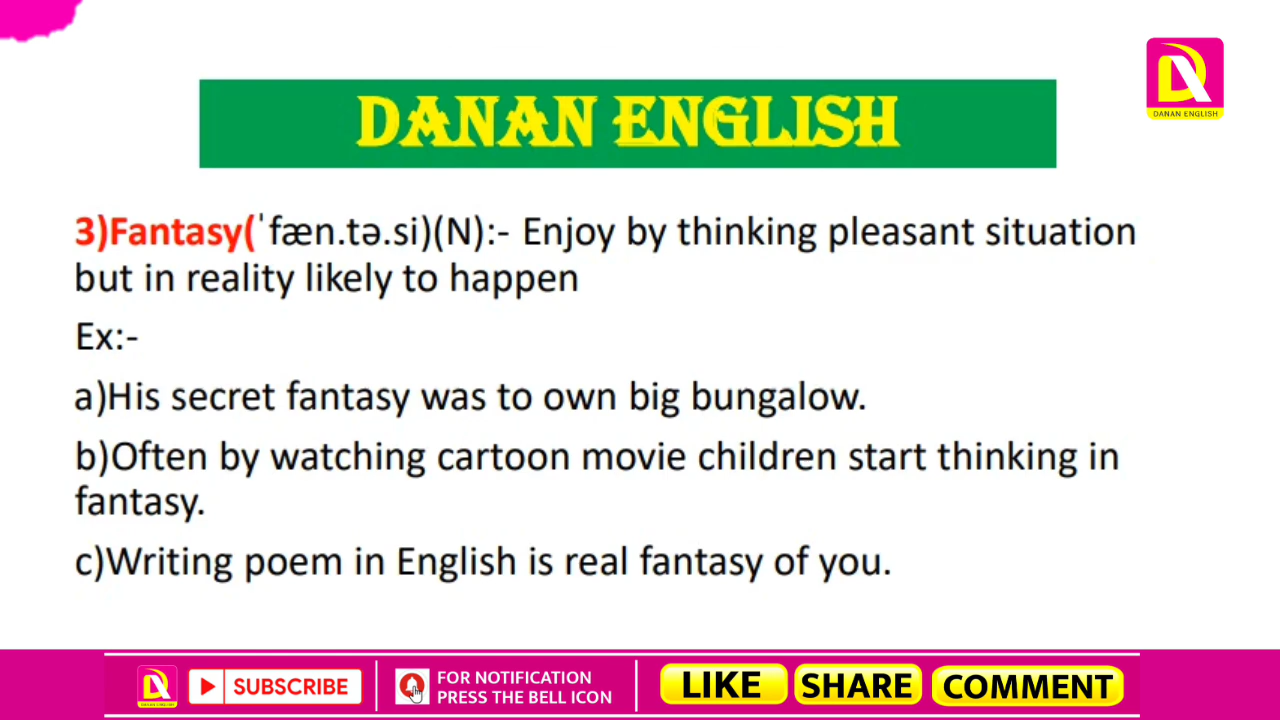 DANAN ENGLISH
DANAN ENGLISH
3)Fantasy(ˈfæn.tə.si)(N):- Enjoy by thinking pleasant situation
but in reality likely to happen
Ex:-
a)His secret fantasy was to own big bungalow.
b)Often by watching cartoon movie children start thinking in
fantasy.
c)Writing poem in English is real fantasy of you.
DANAN ENGLISH
SUBSCRIBE
FOR NOTIFICATION
PRESS THE BELL ICON
LIKE
SHARE
COMMENT